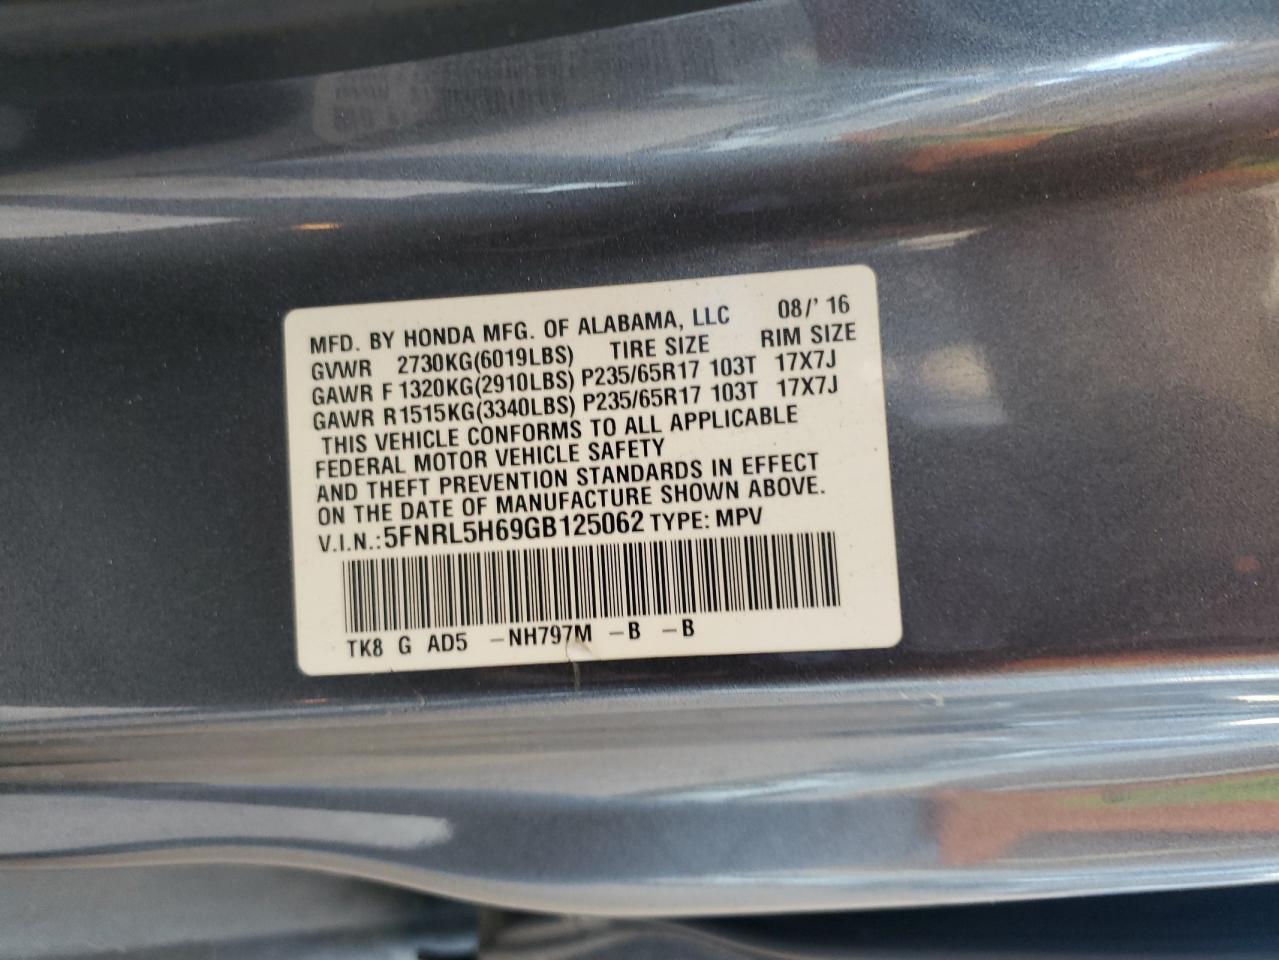 MFD. BY HONDA MFG. OF ALABAMA, LLC 08/' 16
GVWR 2730KG(6019LBS) TIRE SIZE RIM SIZE
GAWR F 1320KG(2910LBS) P235/65R17 103T 17X7J
GAWR R1515KG(3340LBS) P235/65R17 103T 17X7J
THIS VEHICLE CONFORMS TO ALL APPLICABLE
FEDERAL MOTOR VEHICLE SAFETY
AND THEFT PREVENTION STANDARDS IN EFFECT
ON THE DATE OF MANUFACTURE SHOWN ABOVE.
V.I.N.:5FNRL5H69GB125062 TYPE: MPV
TK8 G AD5 -NH797M -B -B